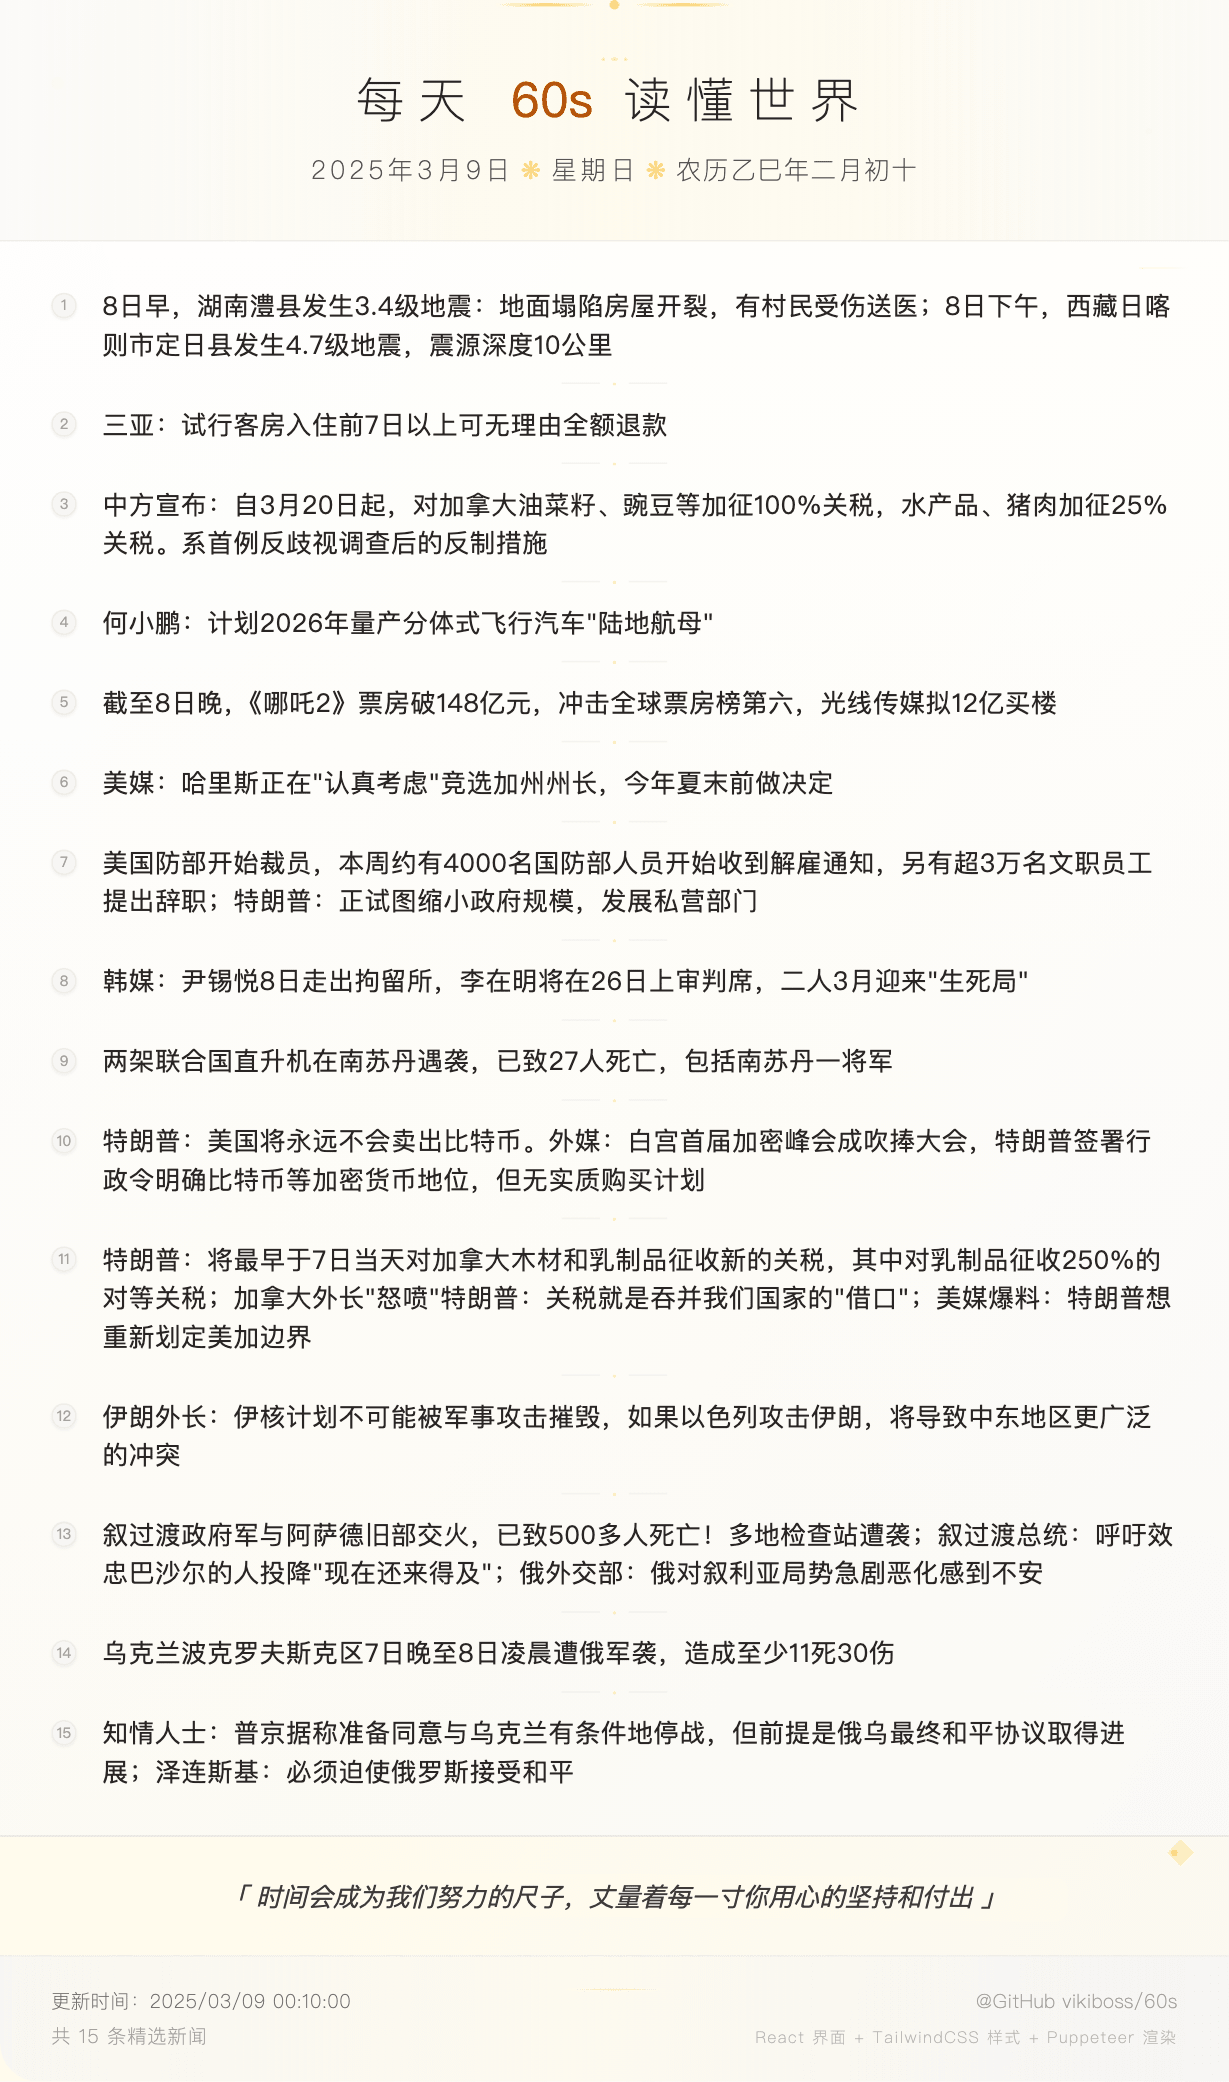 每天 60s 读懂世界
2025年3月9日 ❋ 星期日 ❋ 农历乙巳年二月初十
1 8日早，湖南澧县发生3.4级地震：地面塌陷房屋开裂，有村民受伤送医；8日下午，西藏日喀
则市定日县发生4.7级地震，震源深度10公里
2 三亚：试行客房入住前7日以上可无理由全额退款
3 中方宣布：自3月20日起，对加拿大油菜籽、豌豆等加征100%关税，水产品、猪肉加征25%
关税。系首例反歧视调查后的反制措施
4 何小鹏：计划2026年量产分体式飞行汽车"陆地航母"
5 截至8日晚，《哪吒2》票房破148亿元，冲击全球票房榜第六，光线传媒拟12亿买楼
6 美媒：哈里斯正在"认真考虑"竞选加州州长，今年夏末前做决定
7 美国防部开始裁员，本周约有4000名国防部人员开始收到解雇通知，另有超3万名文职员工
提出辞职；特朗普：正试图缩小政府规模，发展私营部门
8 韩媒：尹锡悦8日走出拘留所，李在明将在26日上审判席，二人3月迎来"生死局"
9 两架联合国直升机在南苏丹遇袭，已致27人死亡，包括南苏丹一将军
10 特朗普：美国将永远不会卖出比特币。外媒：白宫首届加密峰会成吹捧大会，特朗普签署行
政令明确比特币等加密货币地位，但无实质购买计划
11 特朗普：将最早于7日当天对加拿大木材和乳制品征收新的关税，其中对乳制品征收250%的
对等关税；加拿大外长"怒喷"特朗普：关税就是吞并我们国家的"借口"；美媒爆料：特朗普想
重新划定美加边界
12 伊朗外长：伊核计划不可能被军事攻击摧毁，如果以色列攻击伊朗，将导致中东地区更广泛
的冲突
13 叙过渡政府军与阿萨德旧部交火，已致500多人死亡！多地检查站遭袭；叙过渡总统：呼吁效
忠巴沙尔的人投降"现在还来得及"；俄外交部：俄对叙利亚局势急剧恶化感到不安
14 乌克兰波克罗夫斯克区7日晚至8日凌晨遭俄军袭，造成至少11死30伤
15 知情人士：普京据称准备同意与乌克兰有条件地停战，但前提是俄乌最终和平协议取得进
展；泽连斯基：必须迫使俄罗斯接受和平
「 时间会成为我们努力的尺子，丈量着每一寸你用心的坚持和付出 」
更新时间：2025/03/09 00:10:00
@GitHub vikiboss/60s
共 15 条精选新闻
React 界面 + TailwindCSS 样式 + Puppeteer 渲染